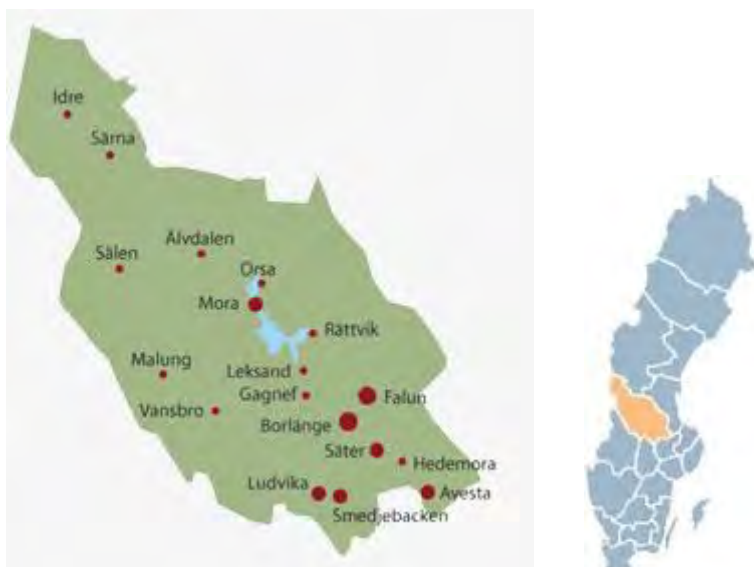 Idre
Särna
Älvdalen
Sälen
Orsa
Mora
Rättvik
Malung
Leksand
Gagnef
Falun
Vansbro
Borlänge
Säter
Hedemora
Ludvika
Avesta
Smedjebacken